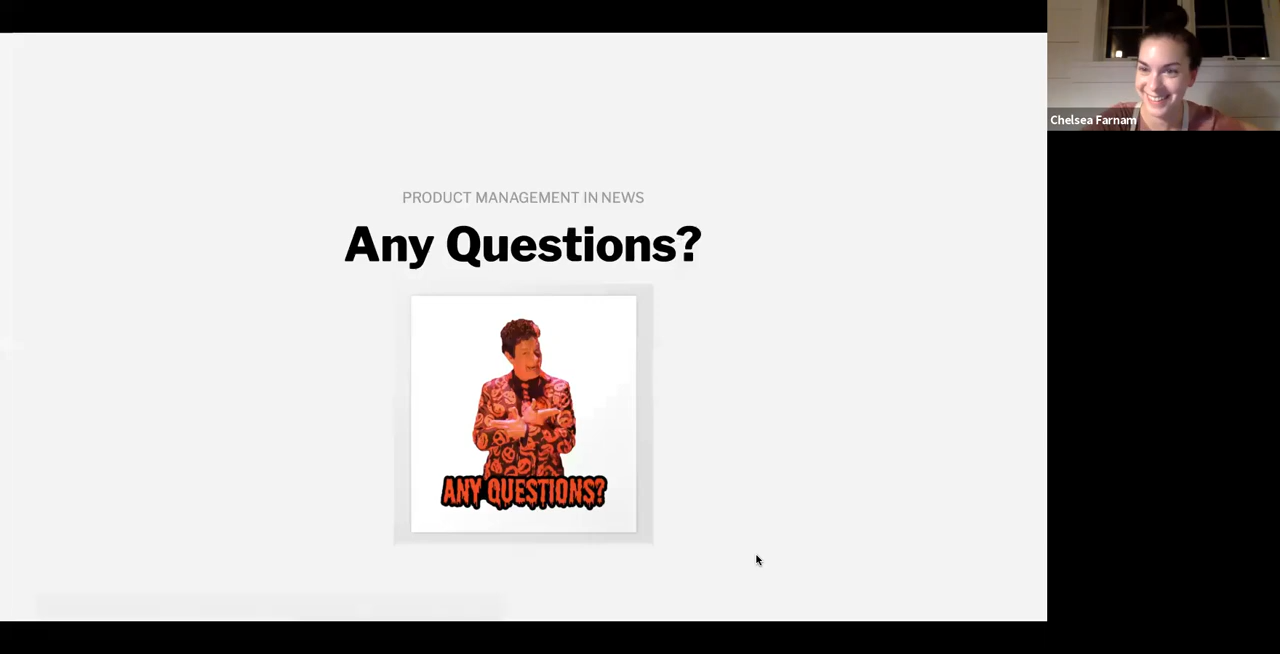 PRODUCT MANAGEMENT IN NEWS
Any Questions?
ANY QUESTIONS?
Chelsea Farnam